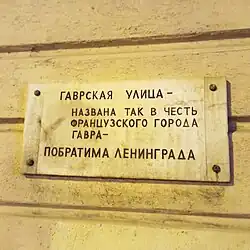 ГАВРСКАЯ УЛИЦА –
НАЗВАНА ТАК В ЧЕСТЬ
ФРАНЦУЗСКОГО ГОРОДА
ГАВРА –
ПОБРАТИМА ЛЕНИНГРАДА